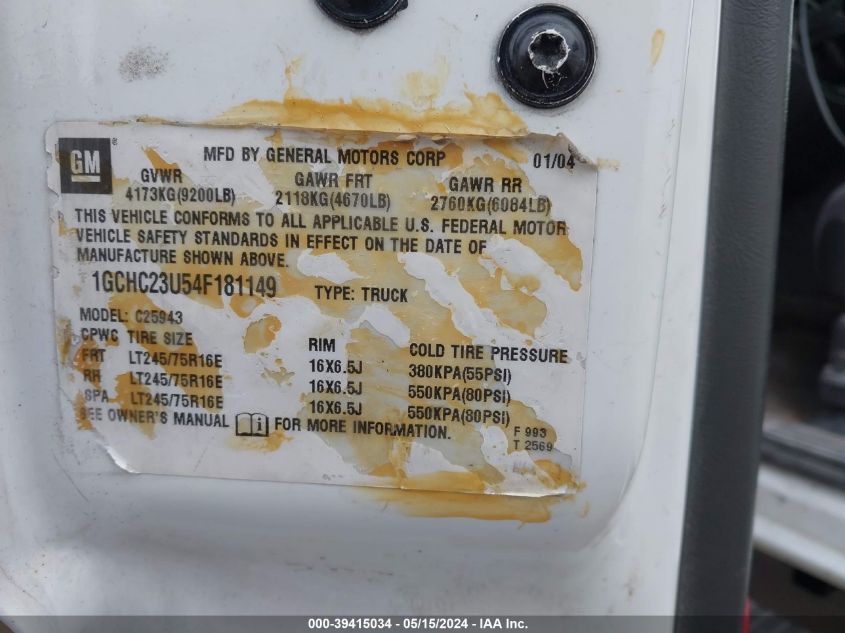 GM ®
MFD BY GENERAL MOTORS CORP 01/04
GVWR GAWR FRT GAWR RR
4173KG(9200LB) 2118KG(4670LB) 2760KG(6084LB)
THIS VEHICLE CONFORMS TO ALL APPLICABLE U.S. FEDERAL MOTOR
VEHICLE SAFETY STANDARDS IN EFFECT ON THE DATE OF
MANUFACTURE SHOWN ABOVE.
1GCHC23U54F181149 TYPE: TRUCK
MODEL: C25943
CPWC TIRE SIZE RIM COLD TIRE PRESSURE
FRT LT245/75R16E 16X6.5J 380KPA(55PSI)
RR LT245/75R16E 16X6.5J 550KPA(80PSI)
SPA LT245/75R16E 16X6.5J 550KPA(80PSI)
SEE OWNER'S MANUAL i FOR MORE INFORMATION.
F 993
T 2569
000-39415034 - 05/15/2024 - IAA Inc.